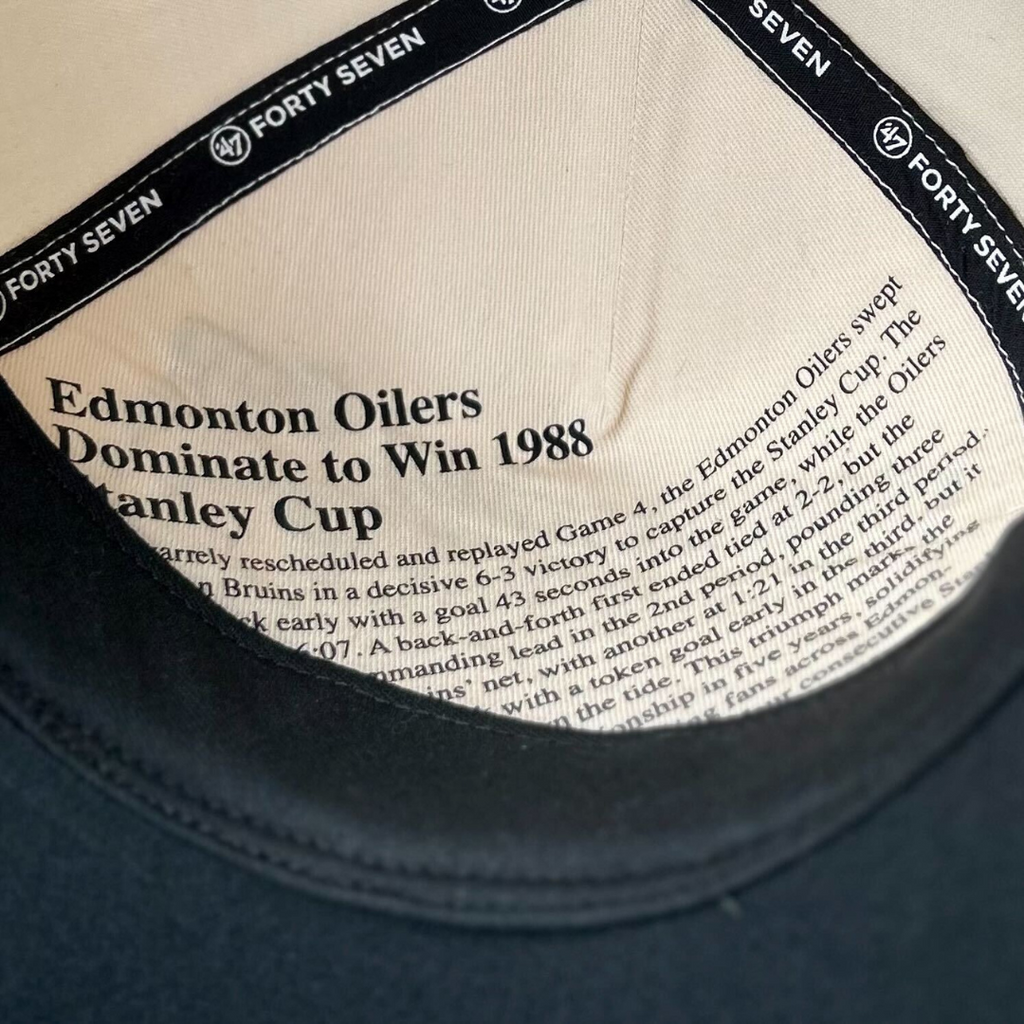 FORTY SEVEN
'47 FORTY SEVEN
SEVEN
'47 FORTY SEVEN
Edmonton Oilers
Dominate to Win 1988
tanley Cup
arrely rescheduled and replayed Game 4, the Edmonton Oilers swept
n Bruins in a decisive 6-3 victory to capture the Stanley Cup. The
ck early with a goal 43 seconds into the game, while the Oilers
6:07. A back-and-forth first ended tied at 2-2, but the
mmanding lead in the 2nd period, pounding three
ins' net, with another at 1:21 in the third period.
with a token goal early in the third, but it
n the tide. This triumph marks the
onship in five years, solidifying
fans across Edmon-
consecutive